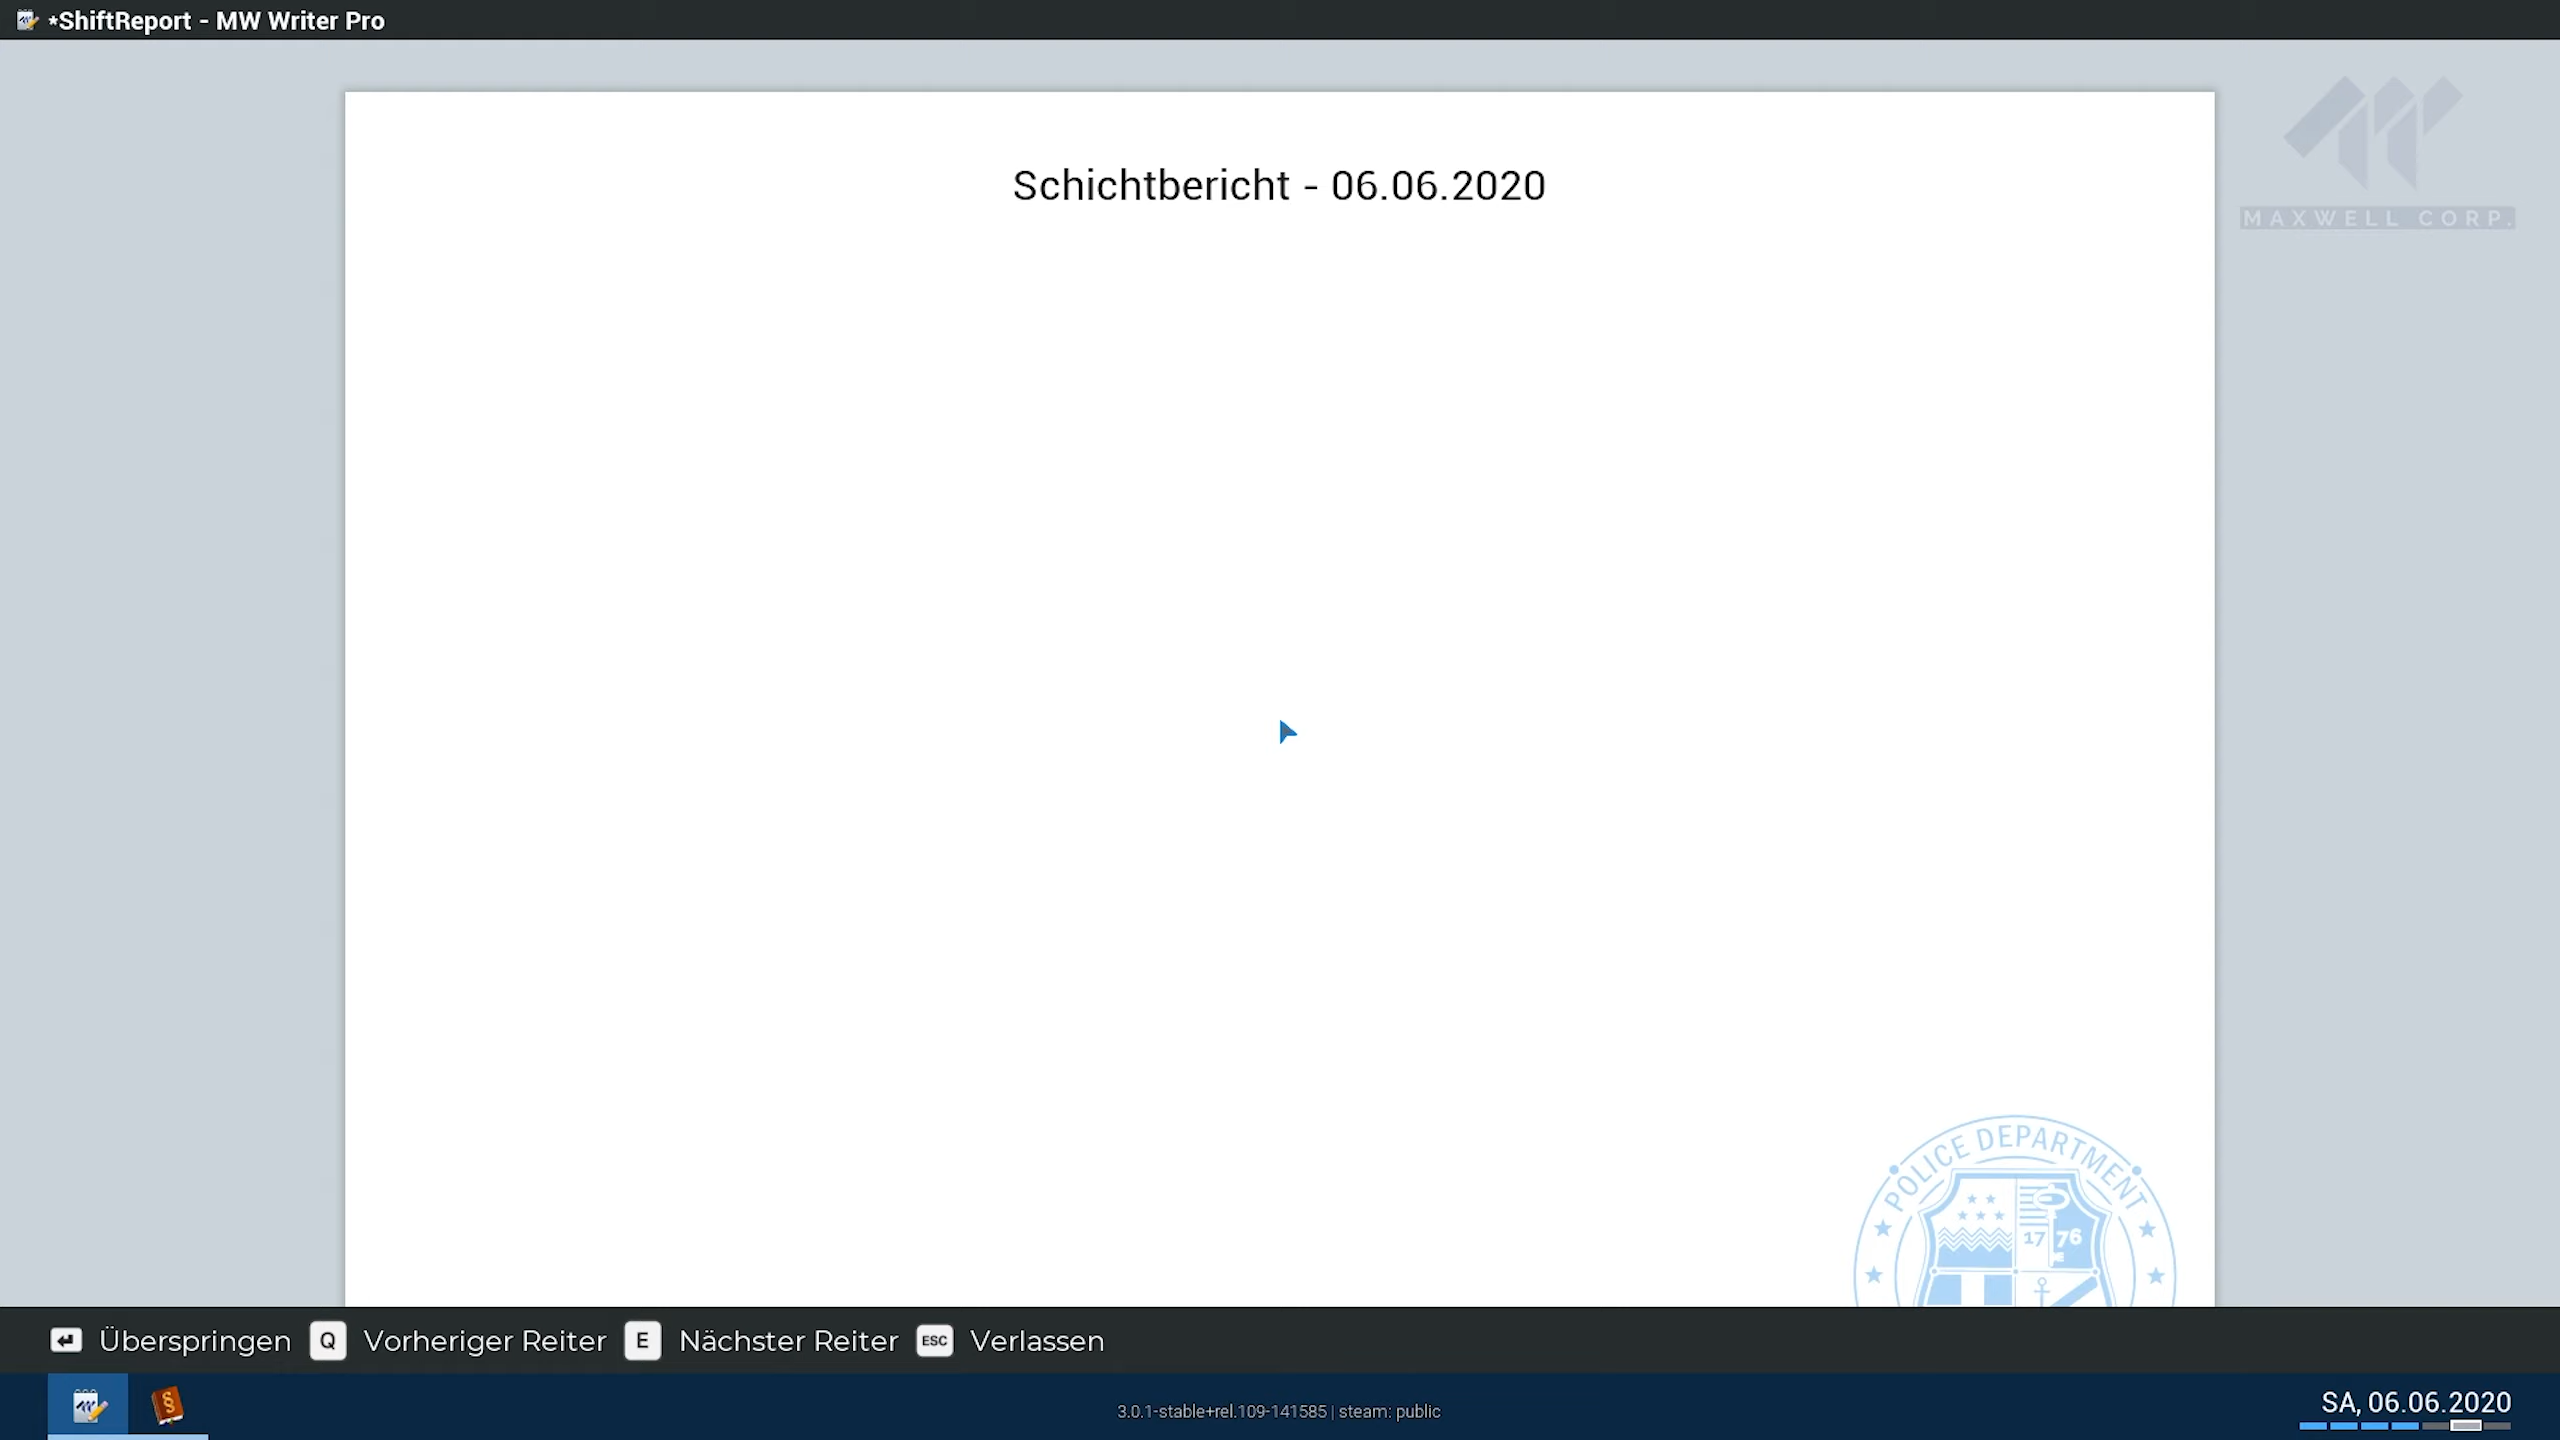 *ShiftReport - MW Writer Pro
MAXWELL CORP.
Schichtbericht - 06.06.2020
POLICE DEPARTMENT
17 76
Überspringen Q Vorheriger Reiter E Nächster Reiter ESC Verlassen
3.0.1-stable+rel.109-141585 | steam: public
SA, 06.06.2020